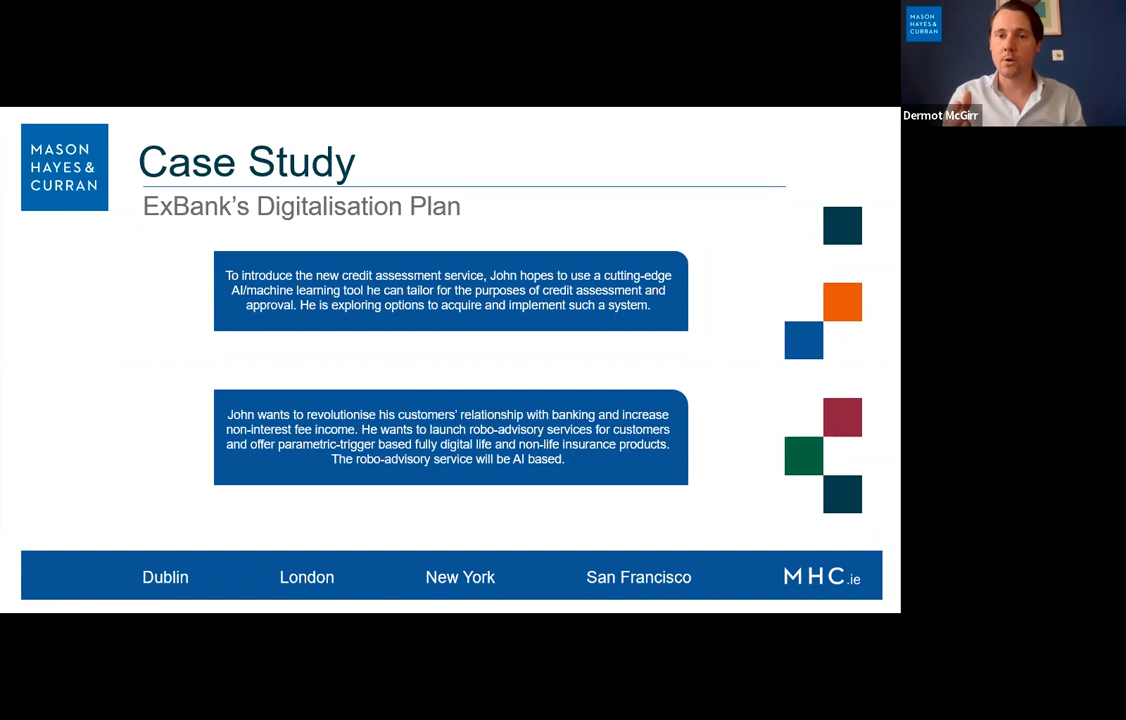 MASON
HAYES &
CURRAN
Dermot McGirr
MASON
HAYES &
CURRAN
Case Study
ExBank's Digitalisation Plan
To introduce the new credit assessment service, John hopes to use a cutting-edge
AI/machine learning tool he can tailor for the purposes of credit assessment and
approval. He is exploring options to acquire and implement such a system.
John wants to revolutionise his customers' relationship with banking and increase
non-interest fee income. He wants to launch robo-advisory services for customers
and offer parametric-trigger based fully digital life and non-life insurance products.
The robo-advisory service will be AI based.
Dublin London New York San Francisco MHC.ie